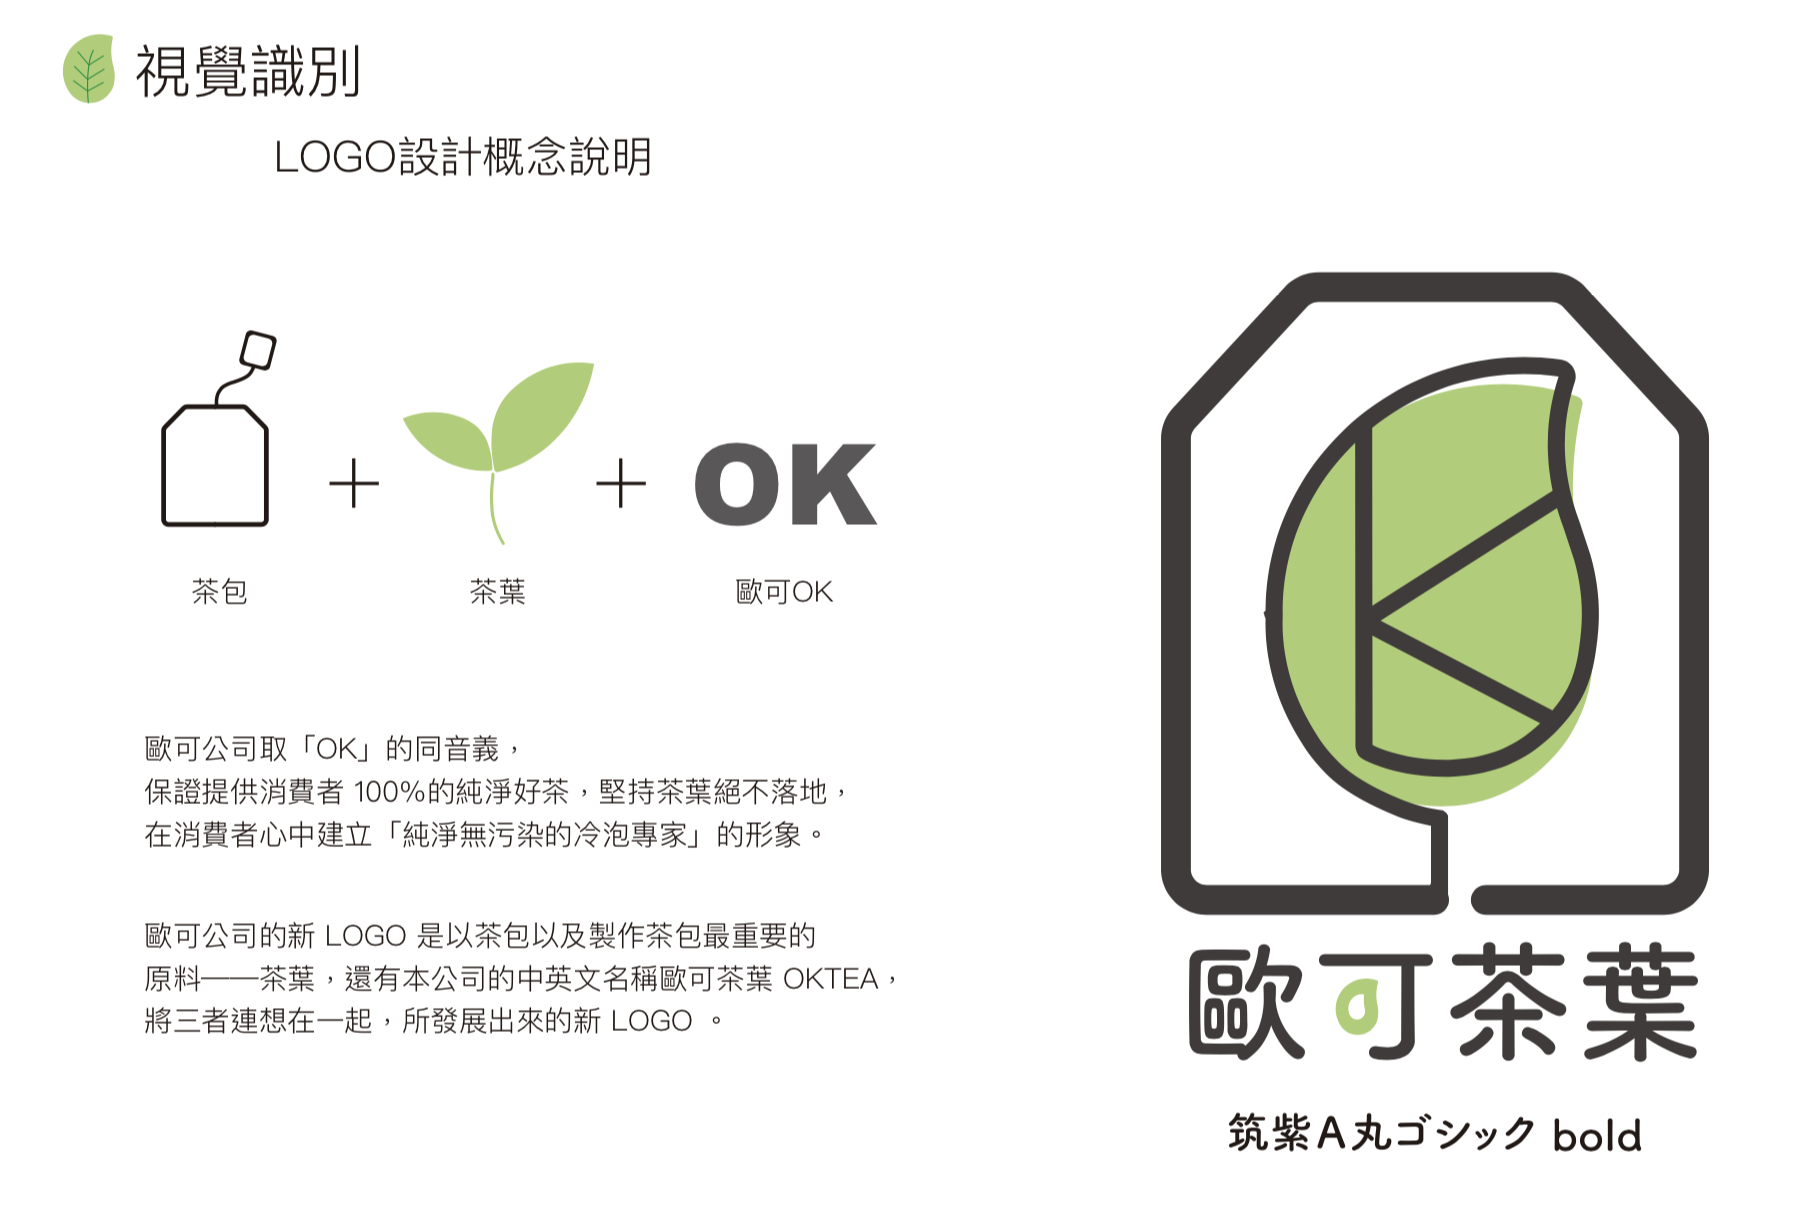 視覺識別
LOGO設計概念說明
OK
茶包
茶葉
歐可OK
歐可公司取「OK」的同音義，
保證提供消費者 100%的純淨好茶，堅持茶葉絕不落地，
在消費者心中建立「純淨無污染的冷泡專家」的形象。
歐可公司的新 LOGO 是以茶包以及製作茶包最重要的
原料——茶葉，還有本公司的中英文名稱歐可茶葉 OKTEA，
將三者連想在一起，所發展出來的新 LOGO 。
K
歐可茶葉
筑紫A丸ゴシック bold